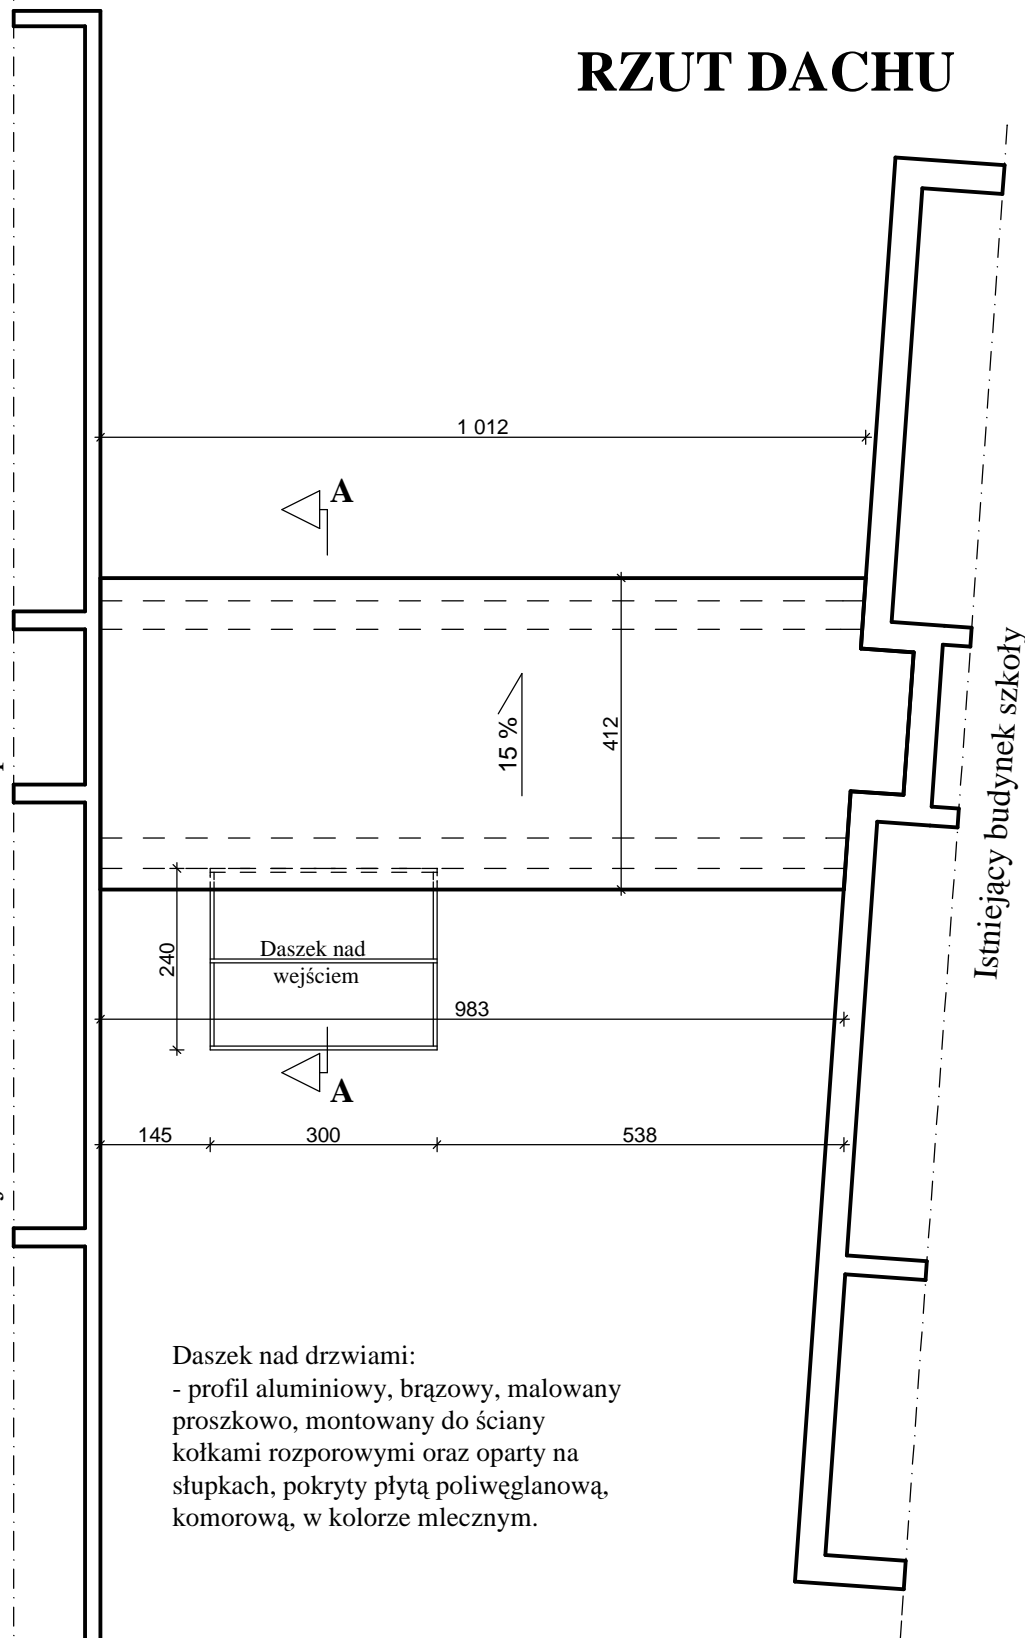 RZUT DACHU
1 012
A
15 %
412
Istniejący budynek szkoły
240
Daszek nad
wejściem
983
A
145
300
538
Daszek nad drzwiami:
- profil aluminiowy, brązowy, malowany
proszkowo, montowany do ściany
kołkami rozporowymi oraz oparty na
słupkach, pokryty płytą poliwęglanową,
komorową, w kolorze mlecznym.